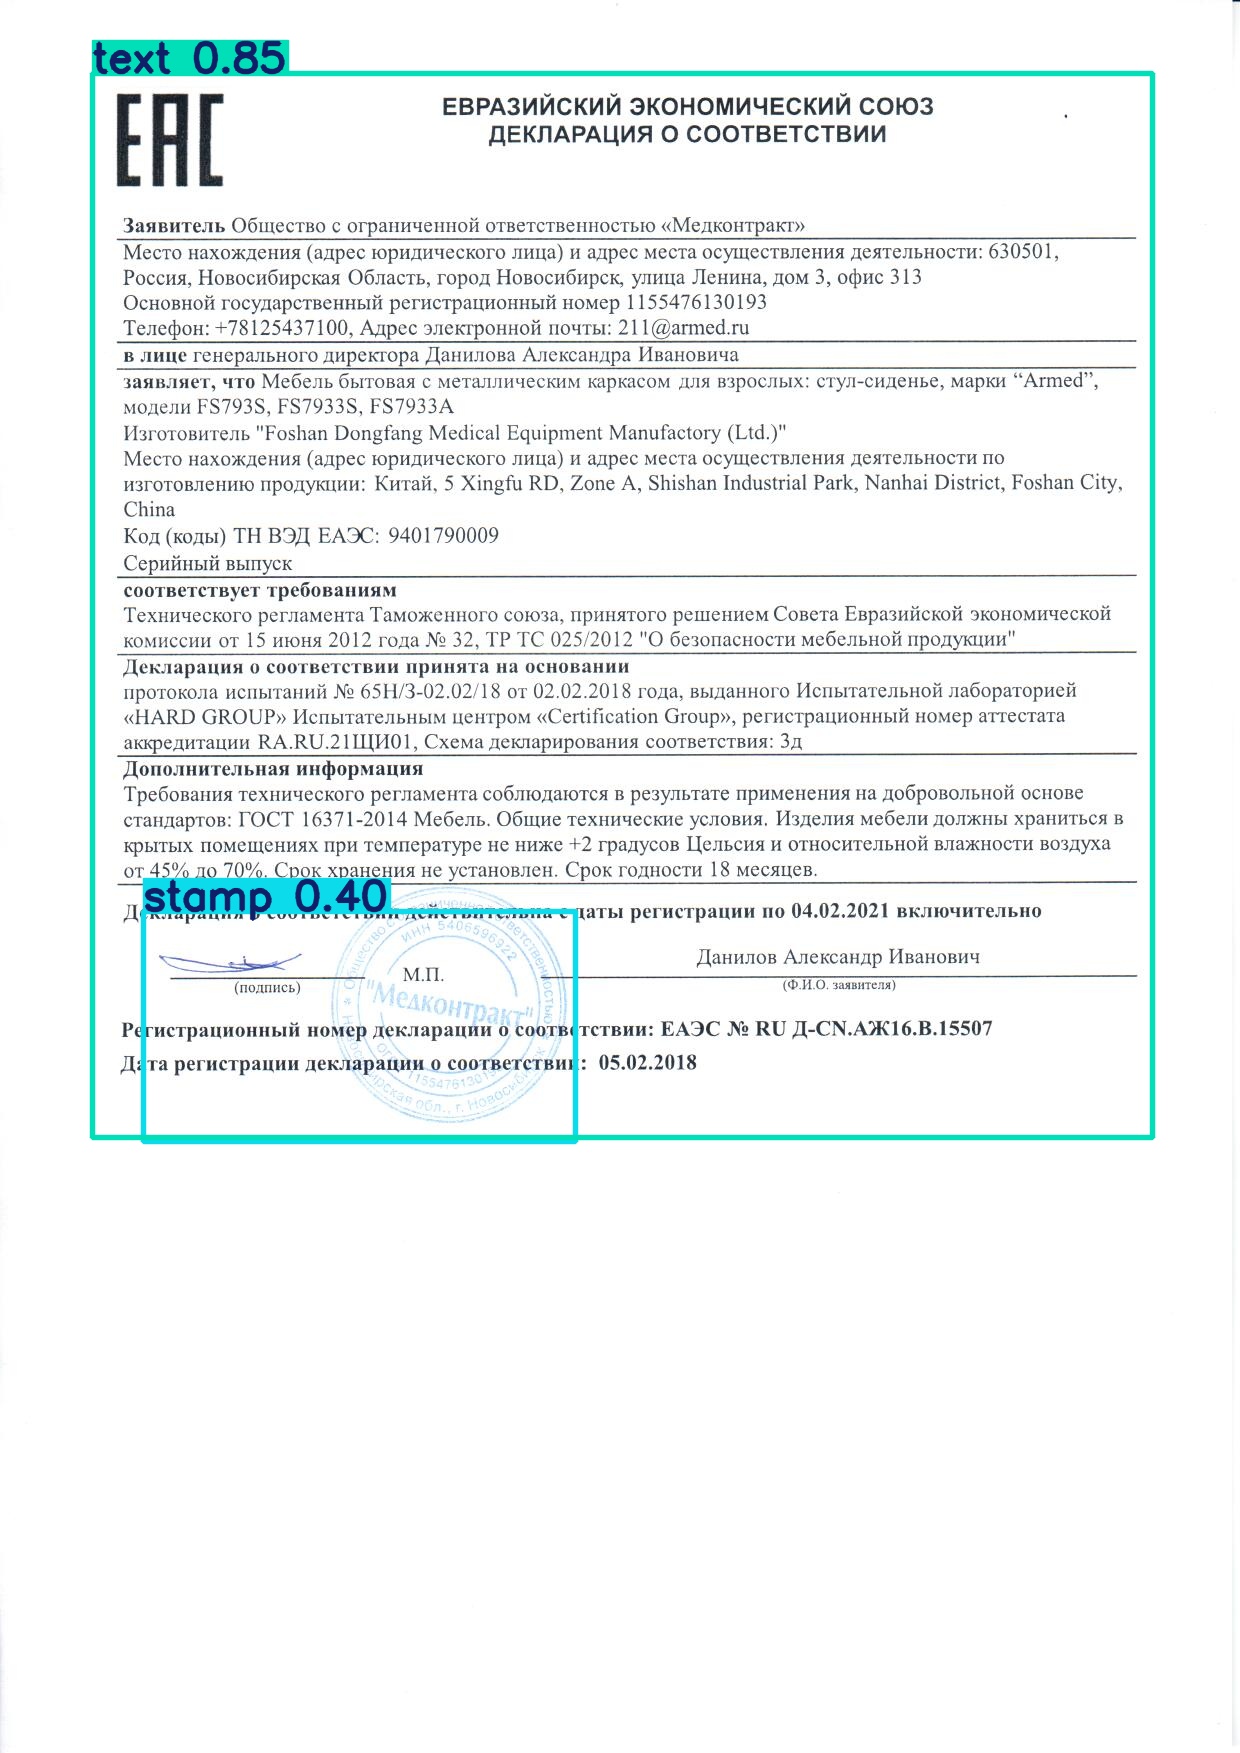 text 0.85
EAC
ЕВРАЗИЙСКИЙ ЭКОНОМИЧЕСКИЙ СОЮЗ
ДЕКЛАРАЦИЯ О СООТВЕТСТВИИ
Заявитель Общество с ограниченной ответственностью «Медконтракт»
Место нахождения (адрес юридического лица) и адрес места осуществления деятельности: 630501,
Россия, Новосибирская Область, город Новосибирск, улица Ленина, дом 3, офис 313
Основной государственный регистрационный номер 1155476130193
Телефон: +78125437100, Адрес электронной почты: 211@armed.ru
в лице генерального директора Данилова Александра Ивановича
заявляет, что Мебель бытовая с металлическим каркасом для взрослых: стул-сиденье, марки “Armed”,
модели FS793S, FS7933S, FS7933A
Изготовитель "Foshan Dongfang Medical Equipment Manufactory (Ltd.)"
Место нахождения (адрес юридического лица) и адрес места осуществления деятельности по
изготовлению продукции: Китай, 5 Xingfu RD, Zone A, Shishan Industrial Park, Nanhai District, Foshan City,
China
Код (коды) ТН ВЭД ЕАЭС: 9401790009
Серийный выпуск
соответствует требованиям
Технического регламента Таможенного союза, принятого решением Совета Евразийской экономической
комиссии от 15 июня 2012 года № 32, ТР ТС 025/2012 "О безопасности мебельной продукции"
Декларация о соответствии принята на основании
протокола испытаний № 65Н/З-02.02/18 от 02.02.2018 года, выданного Испытательной лабораторией
«HARD GROUP» Испытательным центром «Certification Group», регистрационный номер аттестата
аккредитации RA.RU.21ЩИ01, Схема декларирования соответствия: 3д
Дополнительная информация
Требования технического регламента соблюдаются в результате применения на добровольной основе
стандартов: ГОСТ 16371-2014 Мебель. Общие технические условия. Изделия мебели должны храниться в
крытых помещениях при температуре не ниже +2 градусов Цельсия и относительной влажности воздуха
от 45% до 70%. Срок хранения не установлен. Срок годности 18 месяцев.
stamp 0.40
Декларация о соответствии действительна с даты регистрации по 04.02.2021 включительно
Данилов Александр Иванович
М.П.
(подпись)
(Ф.И.О. заявителя)
ИНН 5406596922
"Медконтракт"
Регистрационный номер декларации о соответствии: ЕАЭС № RU Д-CN.АЖ16.В.15507
Дата регистрации декларации о соответствии: 05.02.2018